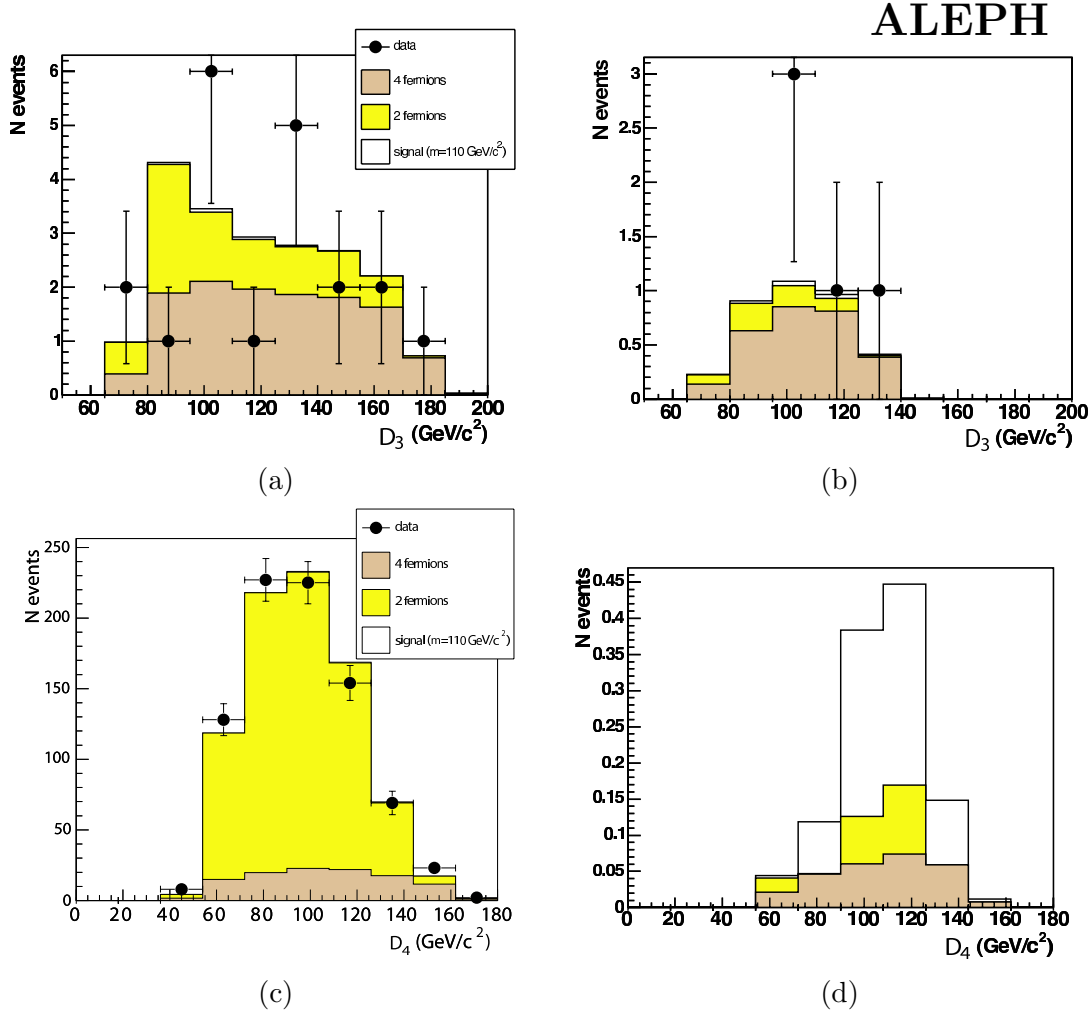 ALEPH
N events
6
5
4
3
2
1
0
60 80 100 120 140 160 180 200
D3 (GeV/c2)
data
4 fermions
2 fermions
signal (m=110 GeV/c2)
(a)
N events
3
2.5
2
1.5
1
0.5
0
60 80 100 120 140 160 180 200
D3 (GeV/c2)
(b)
N events
250
200
150
100
50
0
0 20 40 60 80 100 120 140 160 180
D4 (GeV/c2)
data
4 fermions
2 fermions
signal (m=110 GeV/c2)
(c)
N events
0.45
0.4
0.35
0.3
0.25
0.2
0.15
0.1
0.05
0
0 20 40 60 80 100 120 140 160 180
D4 (GeV/c2)
(d)